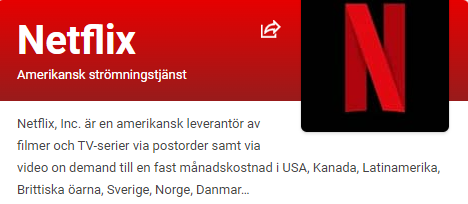 Netflix
Amerikansk strömningstjänst
Netflix, Inc. är en amerikansk leverantör av
filmer och TV-serier via postorder samt via
video on demand till en fast månadskostnad i USA, Kanada, Latinamerika,
Brittiska öarna, Sverige, Norge, Danmar...